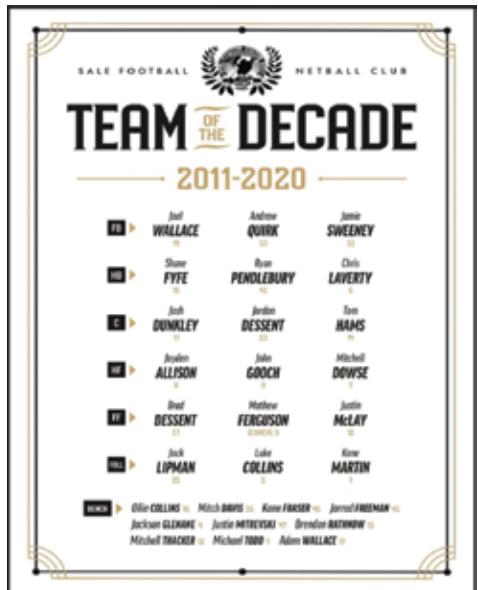 SALE FOOTBALL NETBALL CLUB
TEAM OF THE DECADE
2011-2020
FB Joel WALLACE Andrew QUIRK Jamie SWEENEY
HB Shane FYFE Ryan PENDLEBURY Chris LAVERTY
C Josh DUNKLEY Jordan DESSENT Tom HAMS
HF Jayden ALLISON John GOOCH Mitchell DOWSE
FF Brad DESSENT Mathew FERGUSON Justin McLAY
FOLL Jack LIPMAN Luke COLLINS Kane MARTIN
BENCH Ollie COLLINS Mitch DAVIS Kane FRASER Jarrod FREEMAN
Jackson GLENANE Justin MITREVSKI Brendan RATHNOW
Mitchell THACKER Michael TODD Adam WALLACE